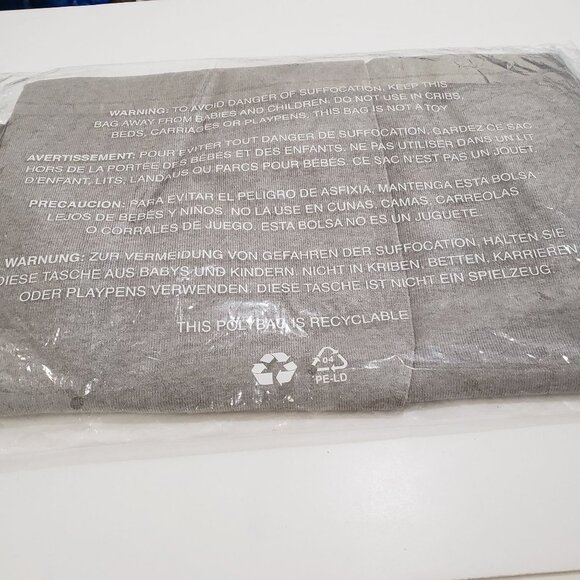 WARNING: TO AVOID DANGER OF SUFFOCATION, KEEP THIS
BAG AWAY FROM BABIES AND CHILDREN. DO NOT USE IN CRIBS,
BEDS, CARRIAGES OR PLAYPENS. THIS BAG IS NOT A TOY
AVERTISSEMENT: POUR EVITER TOUT DANGER DE SUFFOCATION, GARDEZ CE SAC
HORS DE LA PORTÉE DES BÉBÉS ET DES ENFANTS. NE PAS UTILISER DANS UN LIT
D'ENFANT, LITS, LANDAUS OU PARCS POUR BÉBÉS. CE SAC N'EST PAS UN JOUET.
PRECAUCION: PARA EVITAR EL PELIGRO DE ASFIXIA, MANTENGA ESTA BOLSA
LEJOS DE BEBÉS Y NINOS. NO LA USE EN CUNAS, CAMAS, CARREOLAS
O CORRALES DE JUEGO. ESTA BOLSA NO ES UN JUGUETE.
WARNUNG: ZUR VERMEIDUNG VON GEFAHREN DER SUFFOCATION, HALTEN SIE
DIESE TASCHE AUS BABYS UND KINDERN. NICHT IN KRIBEN, BETTEN, KARRIEREN
ODER PLAYPENS VERWENDEN. DIESE TASCHE IST NICHT EIN SPIELZEUG
THIS POLYBAG IS RECYCLABLE
04
PE-LD